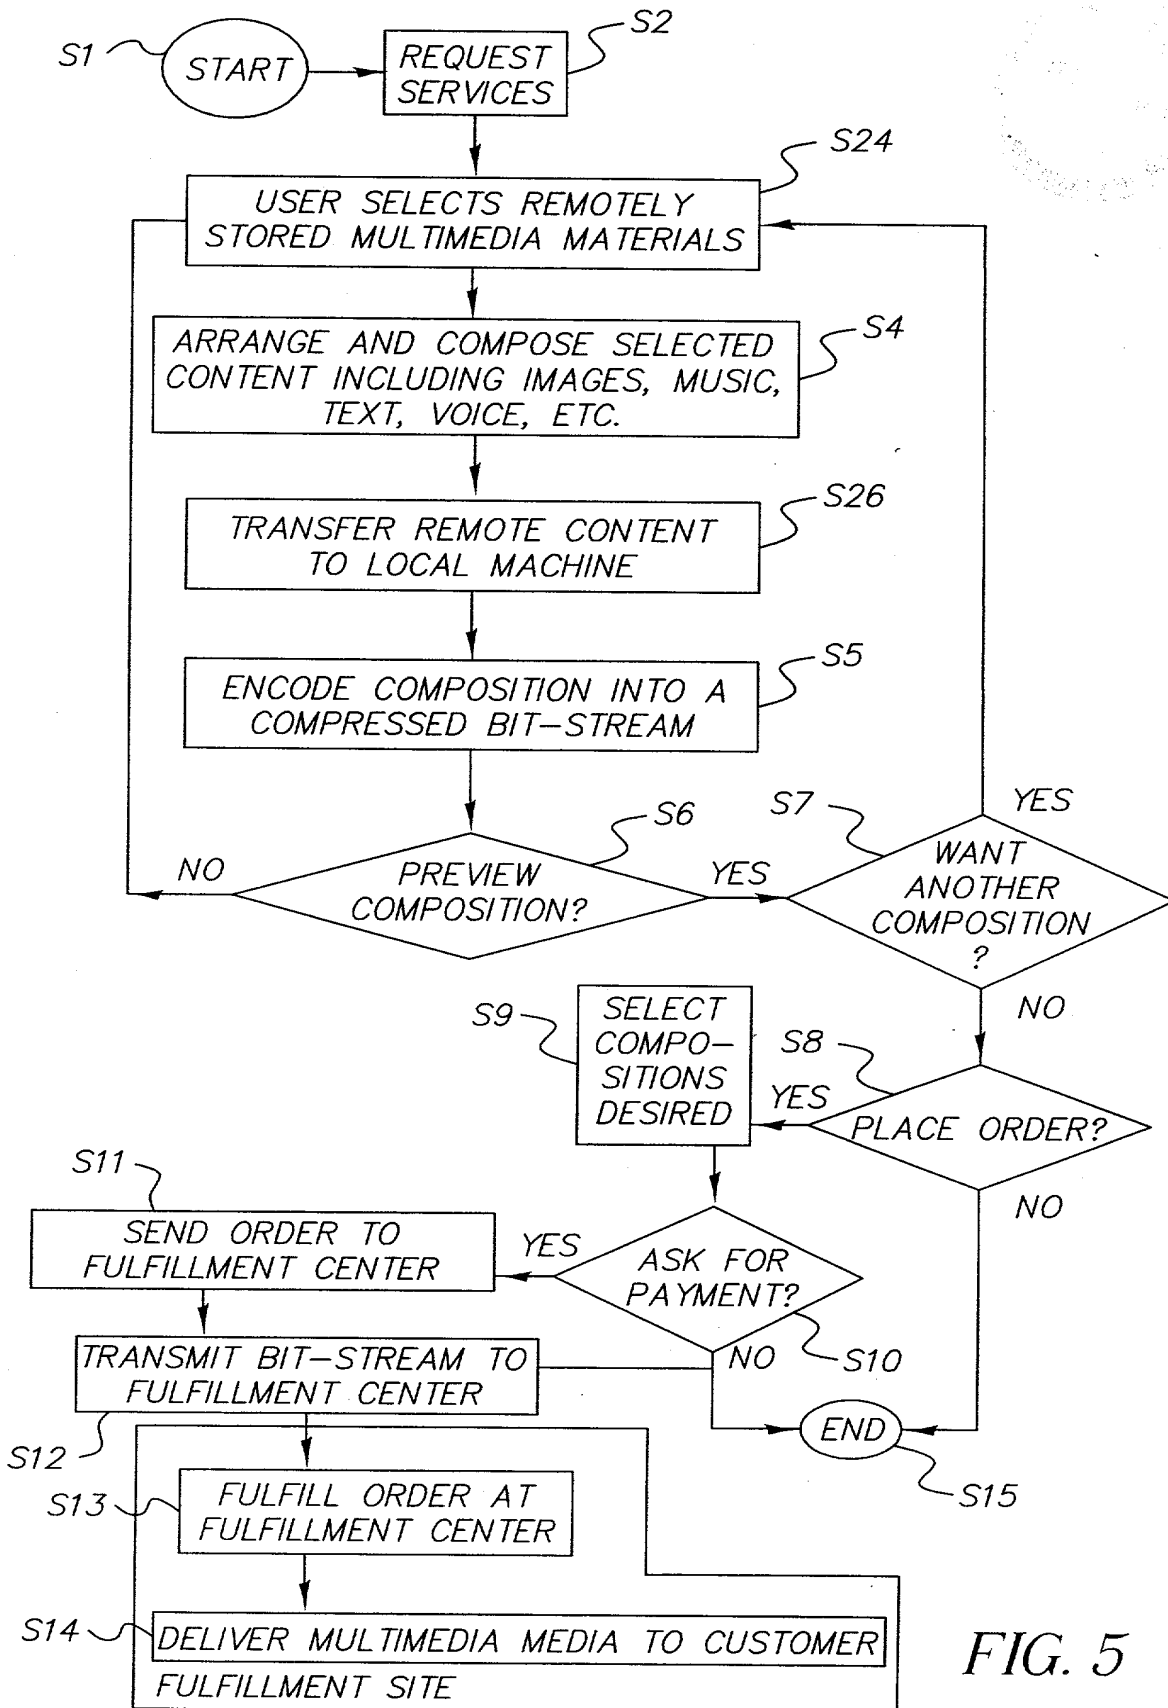 S1
START
REQUEST
SERVICES
S2
S24
USER SELECTS REMOTELY
STORED MULTIMEDIA MATERIALS
S4
ARRANGE AND COMPOSE SELECTED
CONTENT INCLUDING IMAGES, MUSIC,
TEXT, VOICE, ETC.
S26
TRANSFER REMOTE CONTENT
TO LOCAL MACHINE
S5
ENCODE COMPOSITION INTO A
COMPRESSED BIT-STREAM
S6
PREVIEW
COMPOSITION?
NO
YES
S7
YES
WANT
ANOTHER
COMPOSITION
?
NO
S9
SELECT
COMPO-
SITIONS
DESIRED
S8
YES
PLACE ORDER?
NO
S11
SEND ORDER TO
FULFILLMENT CENTER
YES
ASK FOR
PAYMENT?
NO
S10
TRANSMIT BIT-STREAM TO
FULFILLMENT CENTER
S12
END
S15
S13
FULFILL ORDER AT
FULFILLMENT CENTER
S14
DELIVER MULTIMEDIA MEDIA TO CUSTOMER
FULFILLMENT SITE
FIG. 5